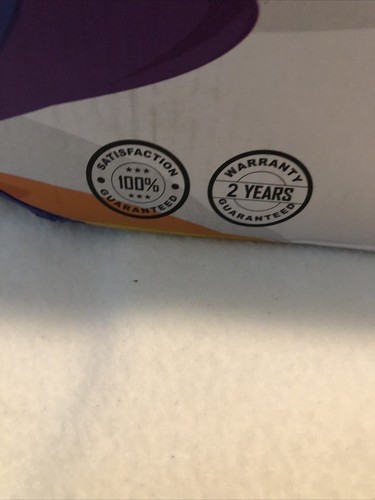 SATISFACTION
100%
GUARANTEED
WARRANTY
2 YEARS
GUARANTEED